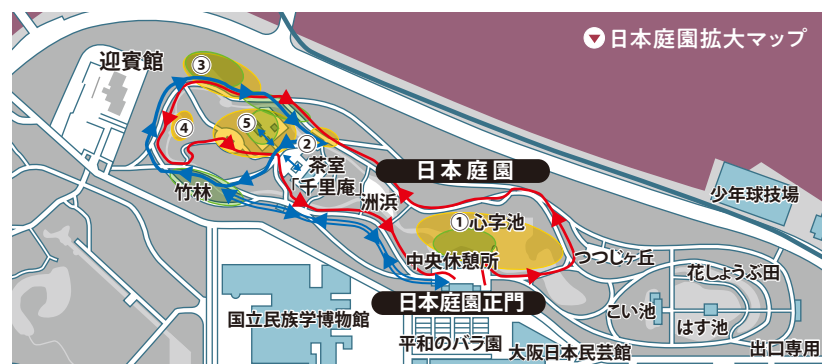 ▼日本庭園拡大マップ
迎賓館
③
④
⑤
②
茶室
「千里庵」
竹林
洲浜
日本庭園
少年球技場
①心字池
中央休憩所
つつじヶ丘
花しょうぶ田
日本庭園正門
こい池
はす池
国立民族学博物館
平和のバラ園
大阪日本民芸館
出口専用